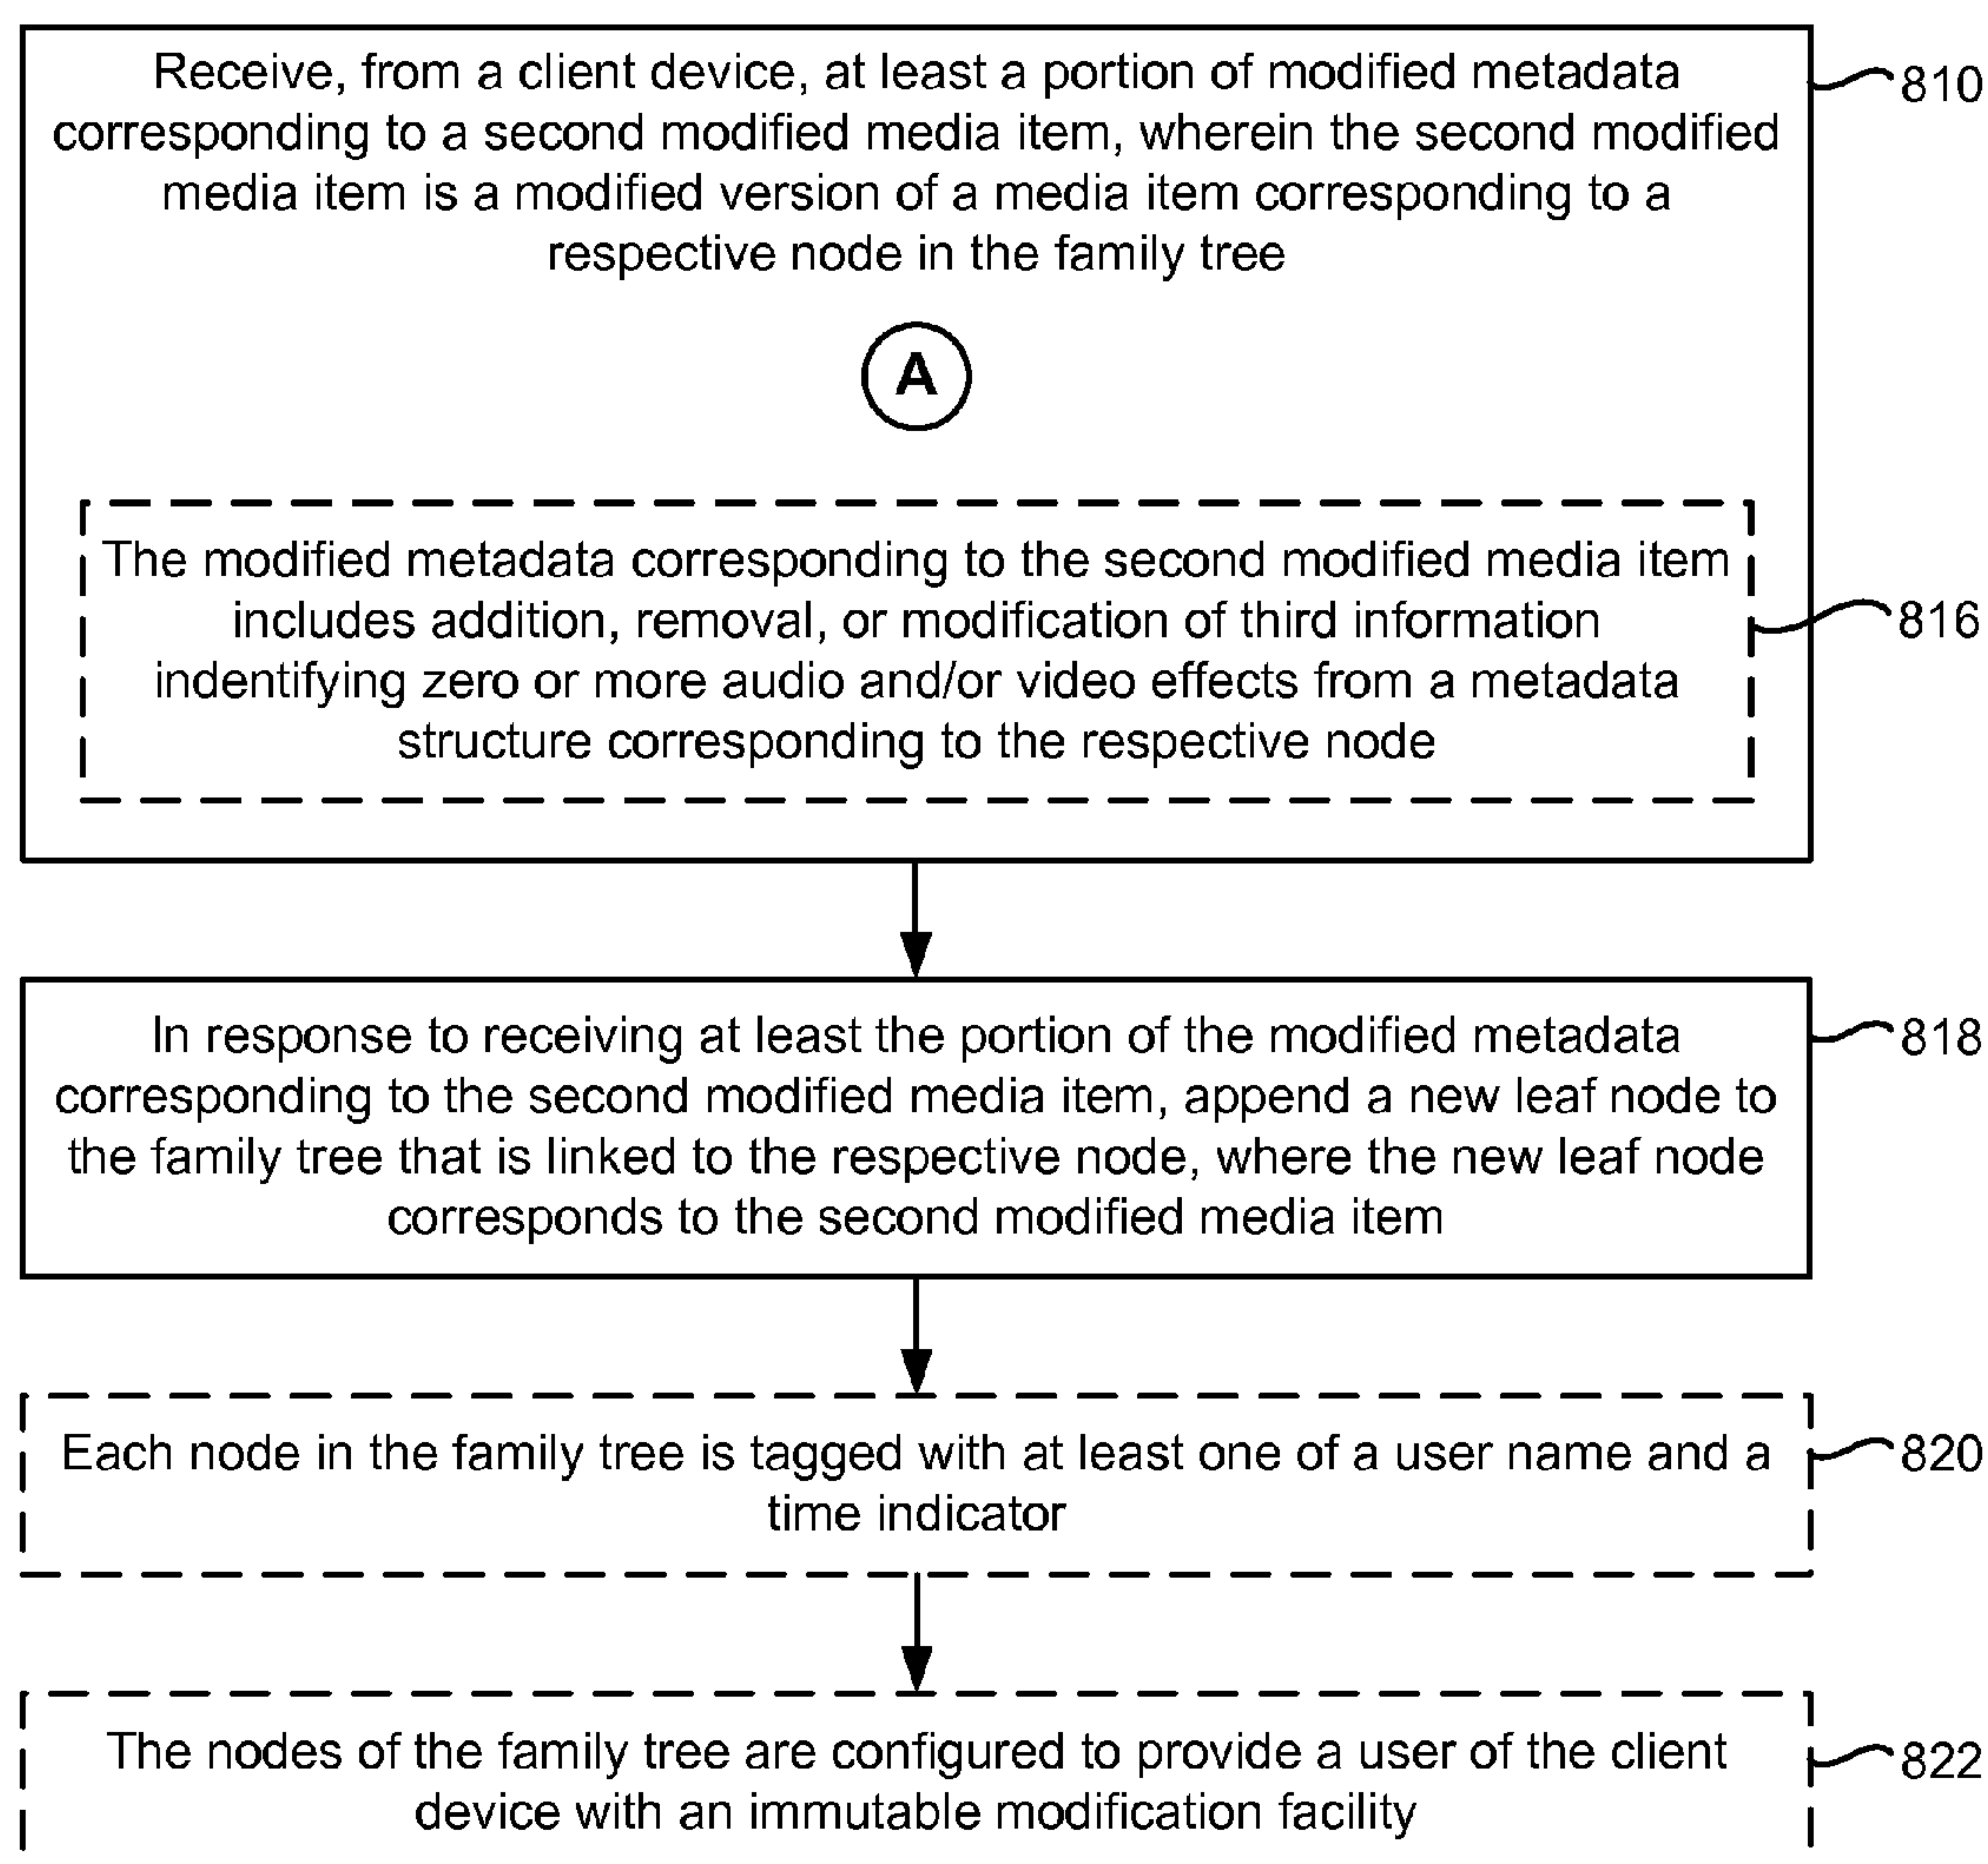 Receive, from a client device, at least a portion of modified metadata
corresponding to a second modified media item, wherein the second modified
media item is a modified version of a media item corresponding to a
respective node in the family tree
810
A
The modified metadata corresponding to the second modified media item
includes addition, removal, or modification of third information
indentifying zero or more audio and/or video effects from a metadata
structure corresponding to the respective node
816
In response to receiving at least the portion of the modified metadata
corresponding to the second modified media item, append a new leaf node to
the family tree that is linked to the respective node, where the new leaf node
corresponds to the second modified media item
818
Each node in the family tree is tagged with at least one of a user name and a
time indicator
820
The nodes of the family tree are configured to provide a user of the client
device with an immutable modification facility
822